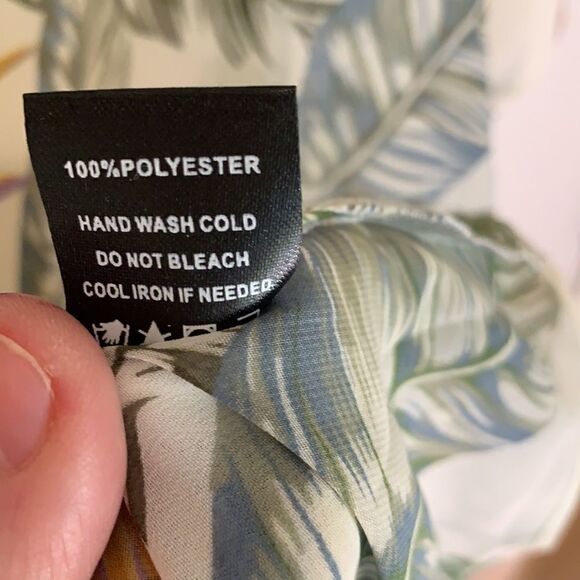 100%POLYESTER
HAND WASH COLD
DO NOT BLEACH
COOL IRON IF NEEDED